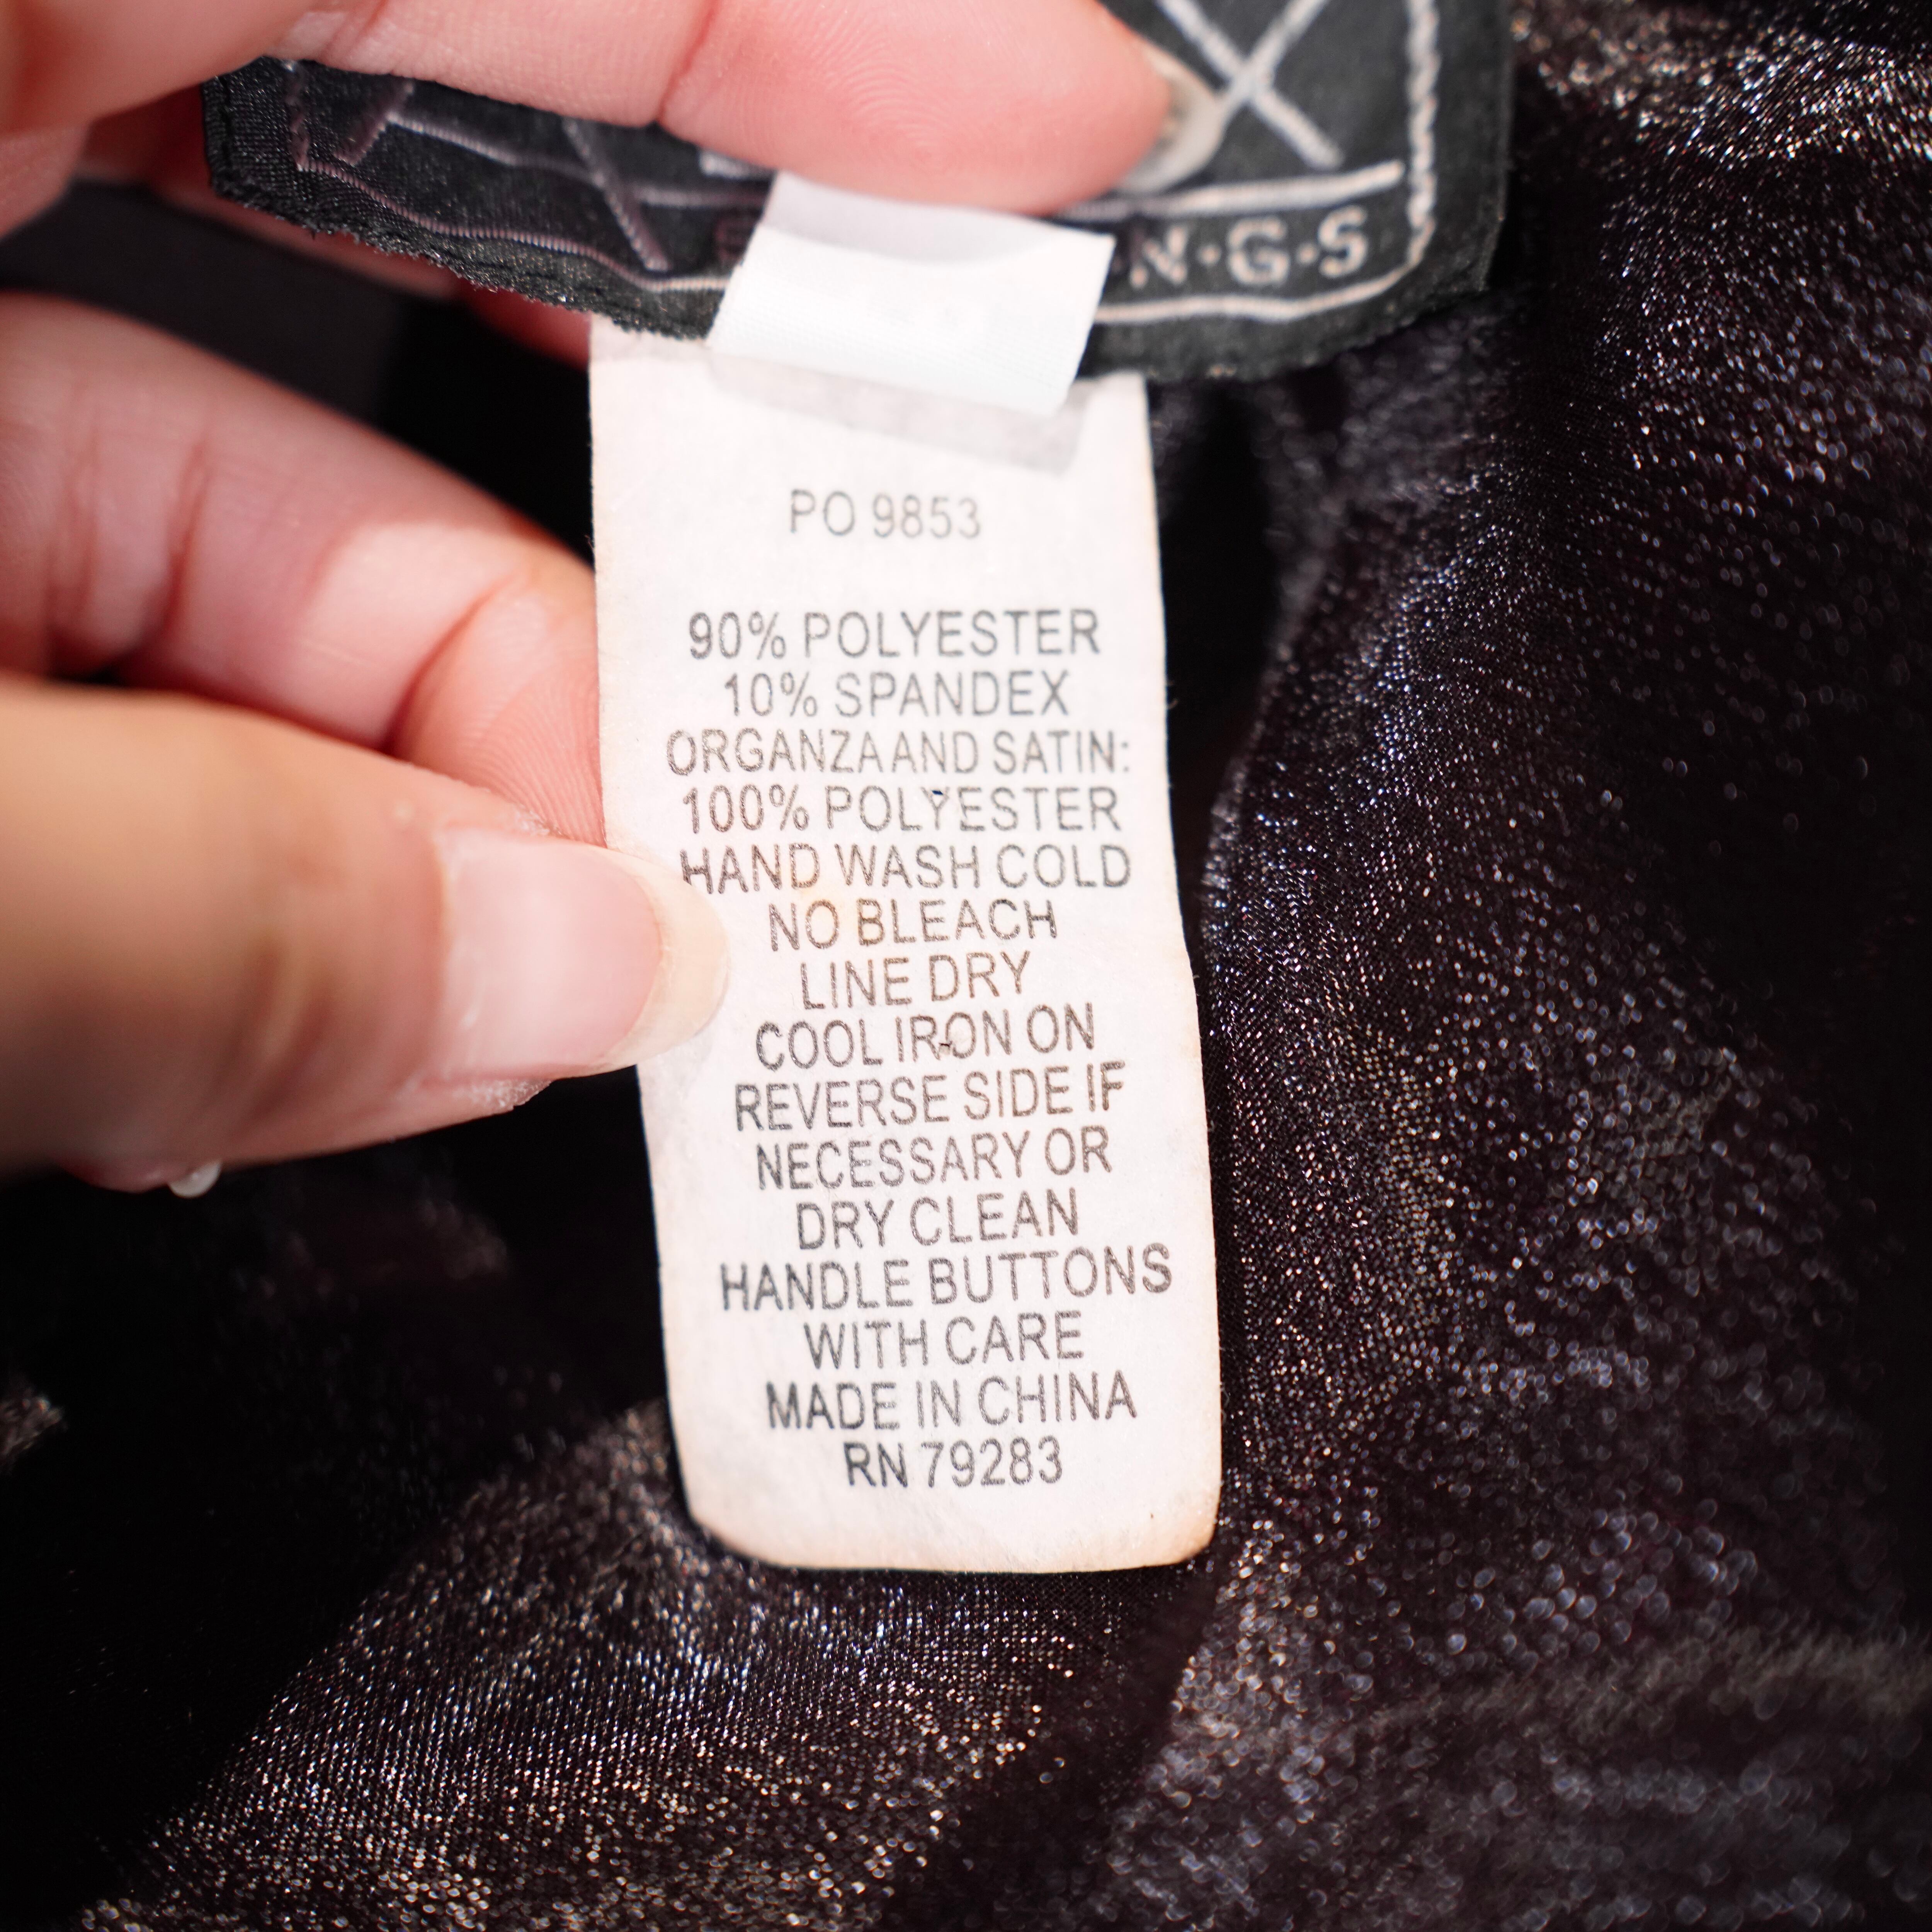 X
N·G·S
PO 9853
90% POLYESTER
10% SPANDEX
ORGANZA AND SATIN:
100% POLYESTER
HAND WASH COLD
NO BLEACH
LINE DRY
COOL IRON ON
REVERSE SIDE IF
NECESSARY OR
DRY CLEAN
HANDLE BUTTONS
WITH CARE
MADE IN CHINA
RN 79283